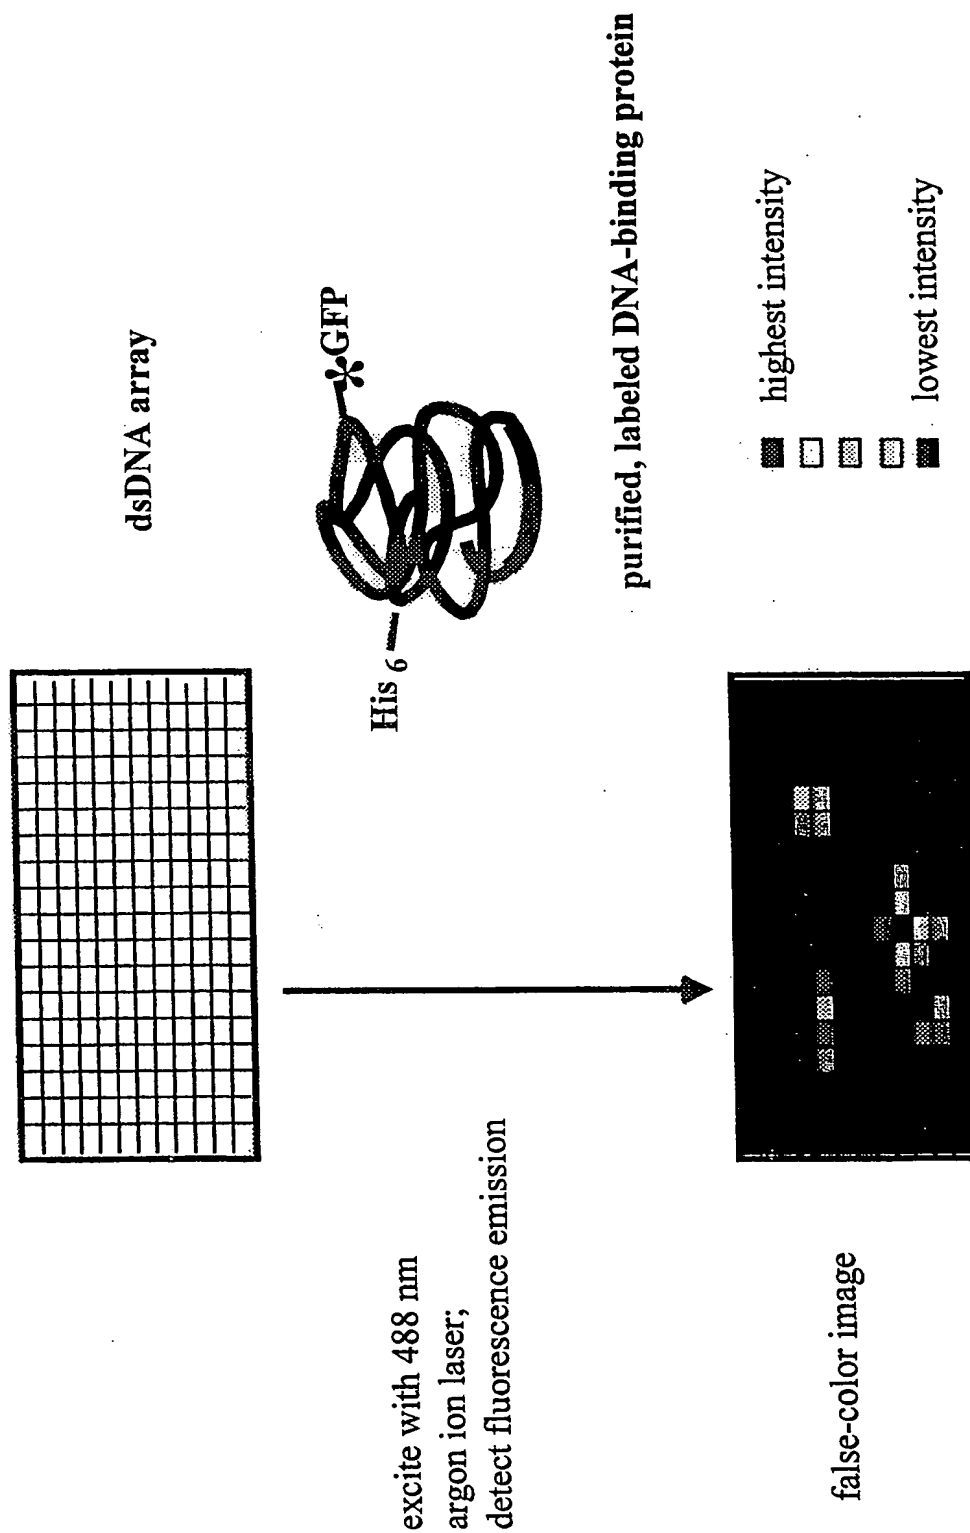 dsDNA array
His 6
GFP
purified, labeled DNA-binding protein
excite with 488 nm
argon ion laser;
detect fluorescence emission
false-color image
highest intensity
lowest intensity